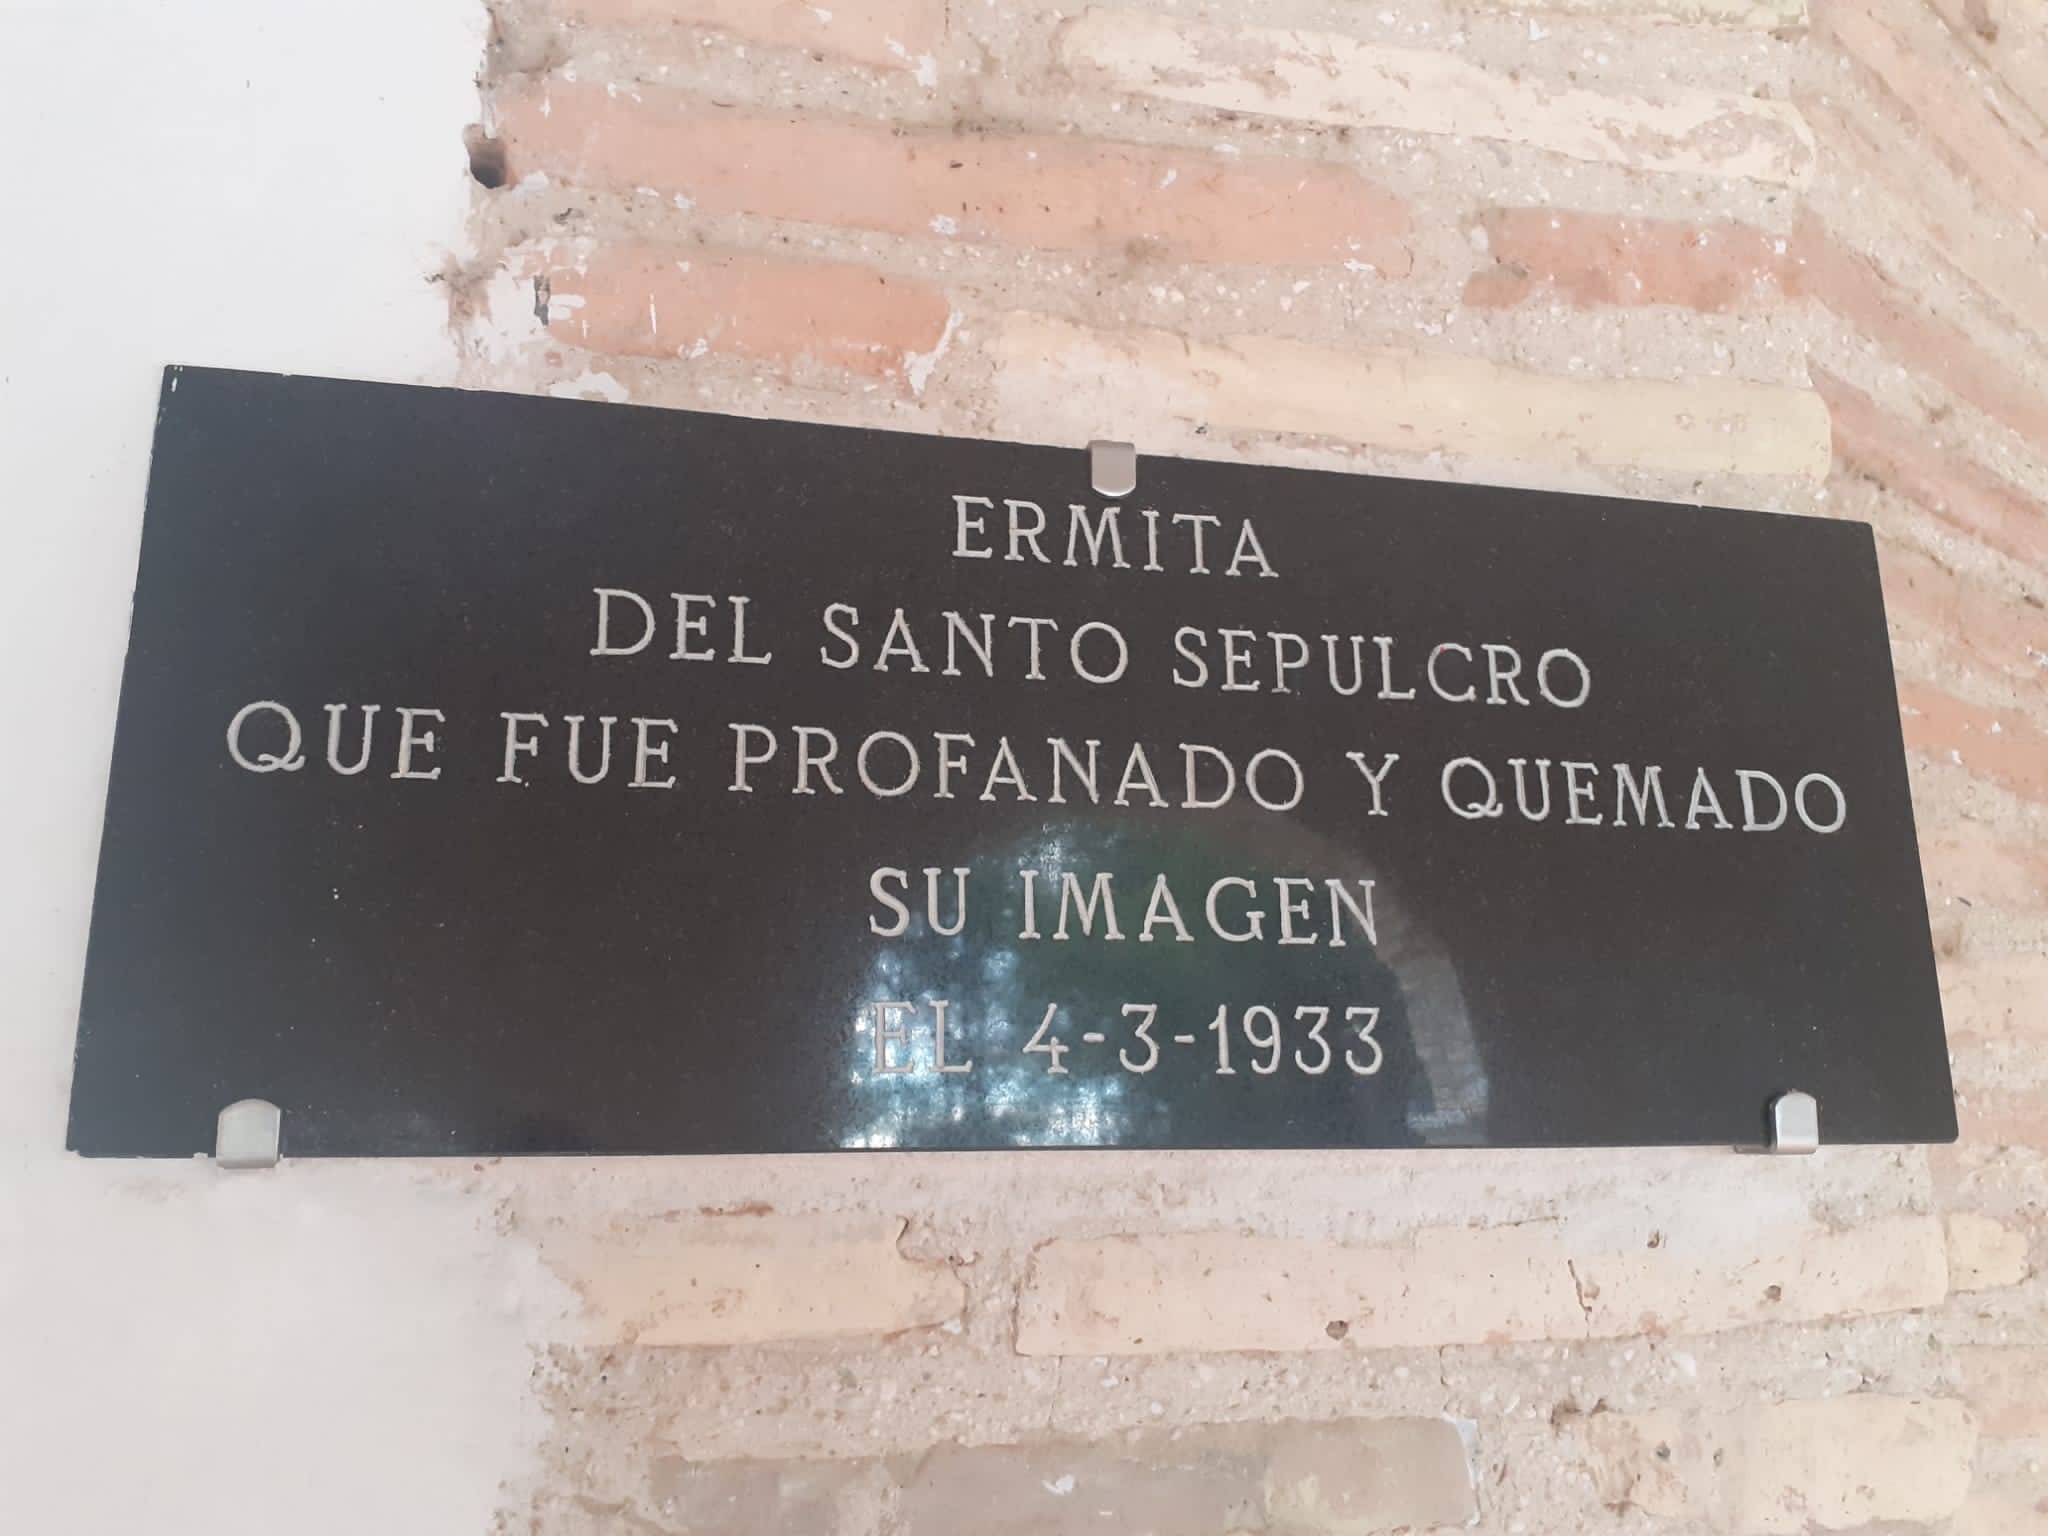 ERMITA
DEL SANTO SEPULCRO
QUE FUE PROFANADO Y QUEMADO
SU IMAGEN
EL 4-3-1933